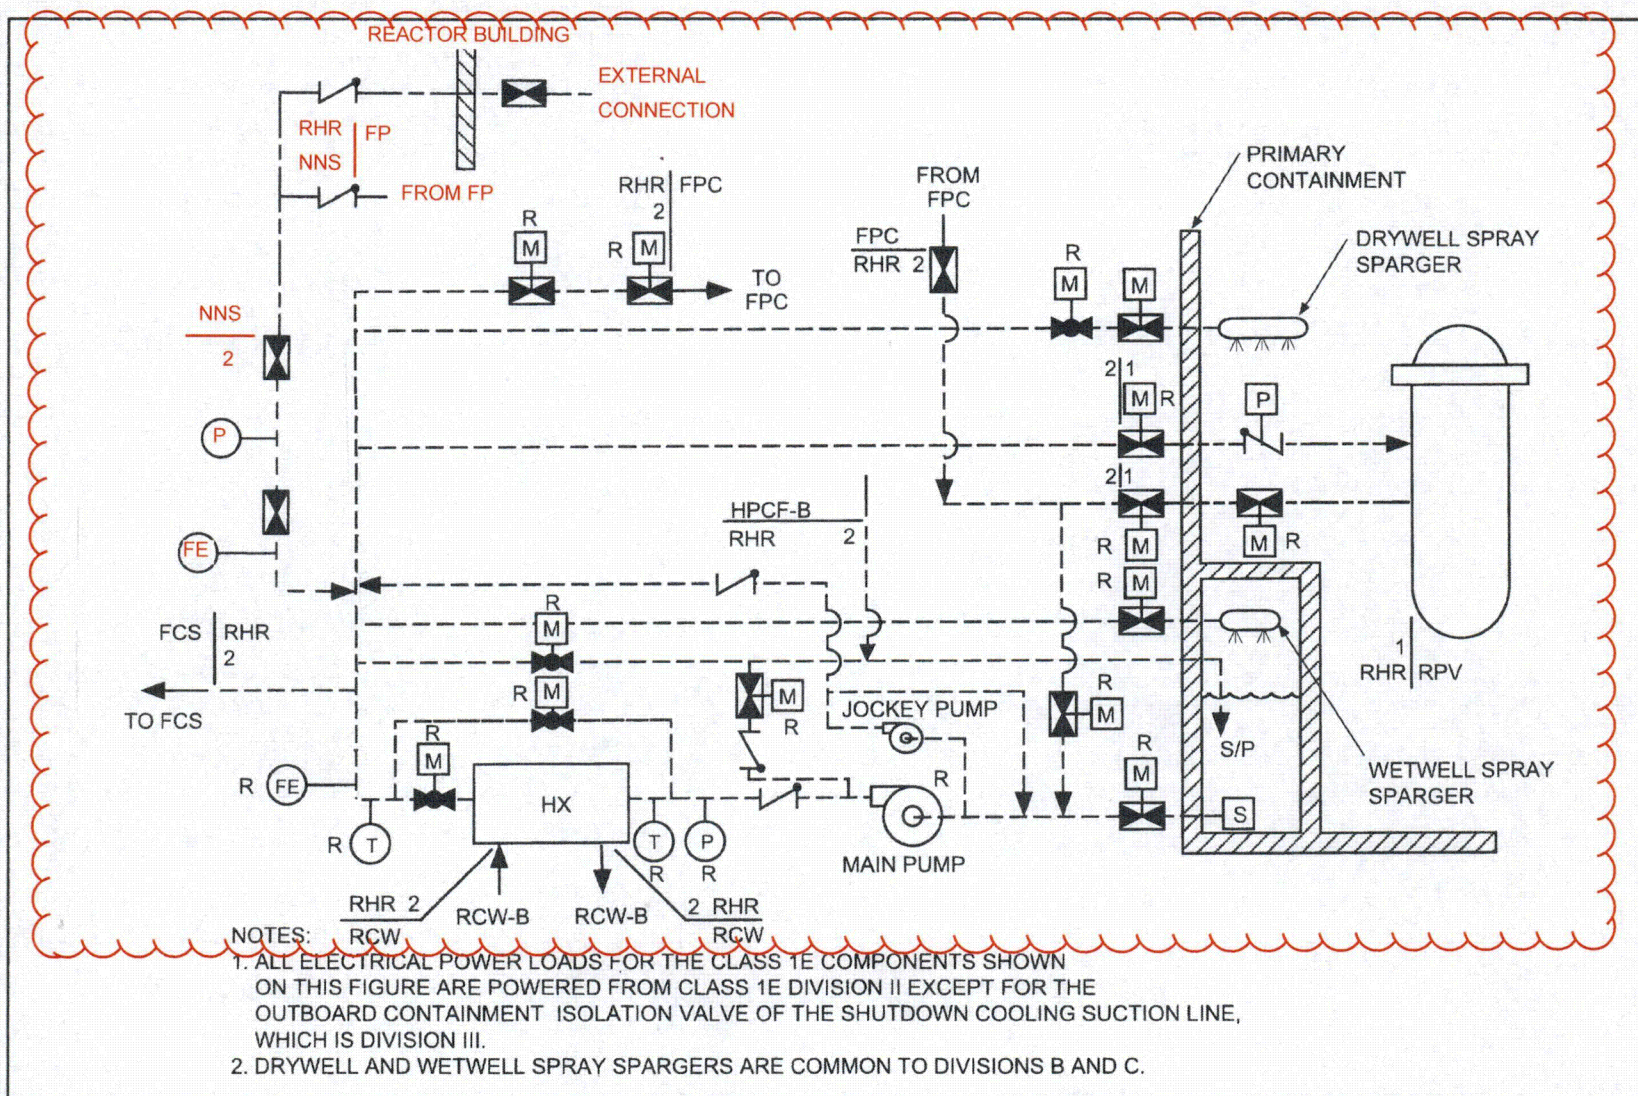 REACTOR BUILDING
EXTERNAL
CONNECTION
RHR FP
NNS
FROM FP
RHR FPC
2
R
M
R M
TO
FPC
FROM
FPC
FPC
RHR 2
R
M
M
PRIMARY
CONTAINMENT
DRYWELL SPRAY
SPARGER
NNS
2
2 1
M R
P
P
2 1
HPCF-B
RHR 2
R M
M R
R M
FE
FCS RHR
2
R
M
R M
1
RHR RPV
TO FCS
M
R
JOCKEY PUMP
R
M
S/P
R
M
R
M
WETWELL SPRAY
SPARGER
R FE
HX
R
S
R T
T
R
P
R
MAIN PUMP
RHR 2
RCW
RCW-B
RCW-B
2 RHR
RCW
NOTES:
1. ALL ELECTRICAL POWER LOADS FOR THE CLASS 1E COMPONENTS SHOWN
ON THIS FIGURE ARE POWERED FROM CLASS 1E DIVISION II EXCEPT FOR THE
OUTBOARD CONTAINMENT ISOLATION VALVE OF THE SHUTDOWN COOLING SUCTION LINE,
WHICH IS DIVISION III.
2. DRYWELL AND WETWELL SPRAY SPARGERS ARE COMMON TO DIVISIONS B AND C.